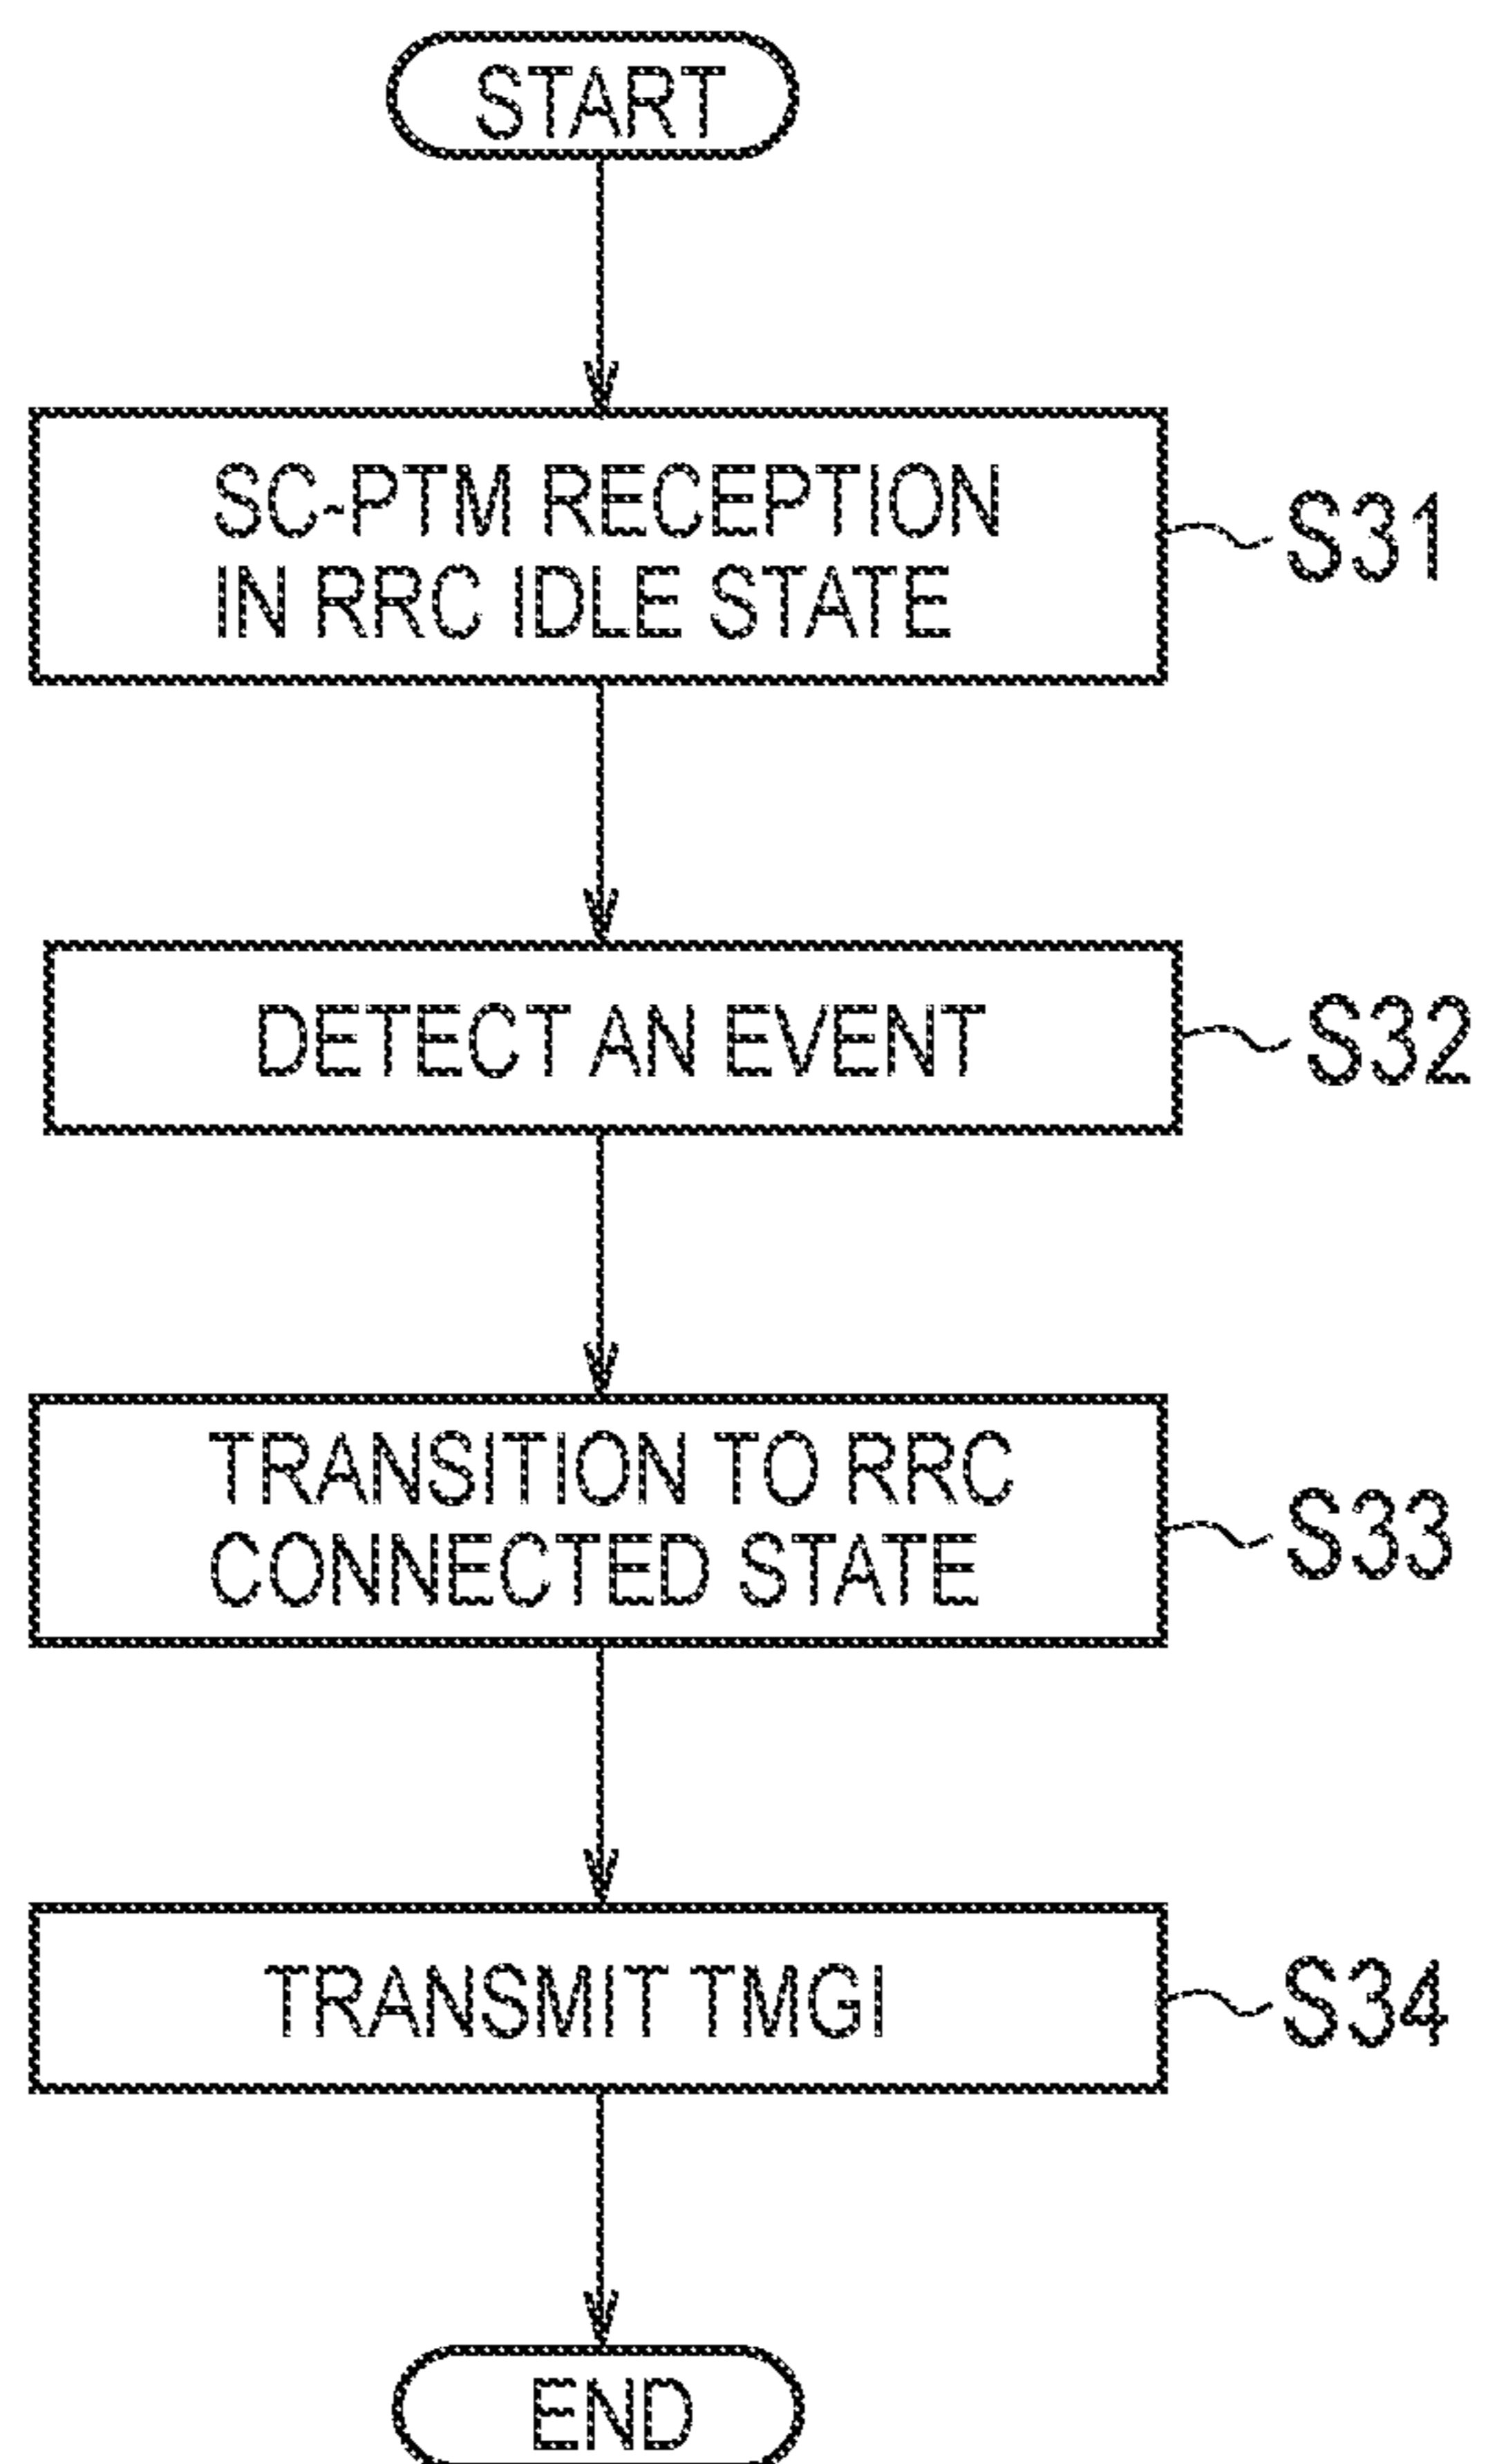 START
SC-PTM RECEPTION
IN RRC IDLE STATE
S31
DETECT AN EVENT
S32
TRANSITION TO RRC
CONNECTED STATE
S33
TRANSMIT TMGI
S34
END